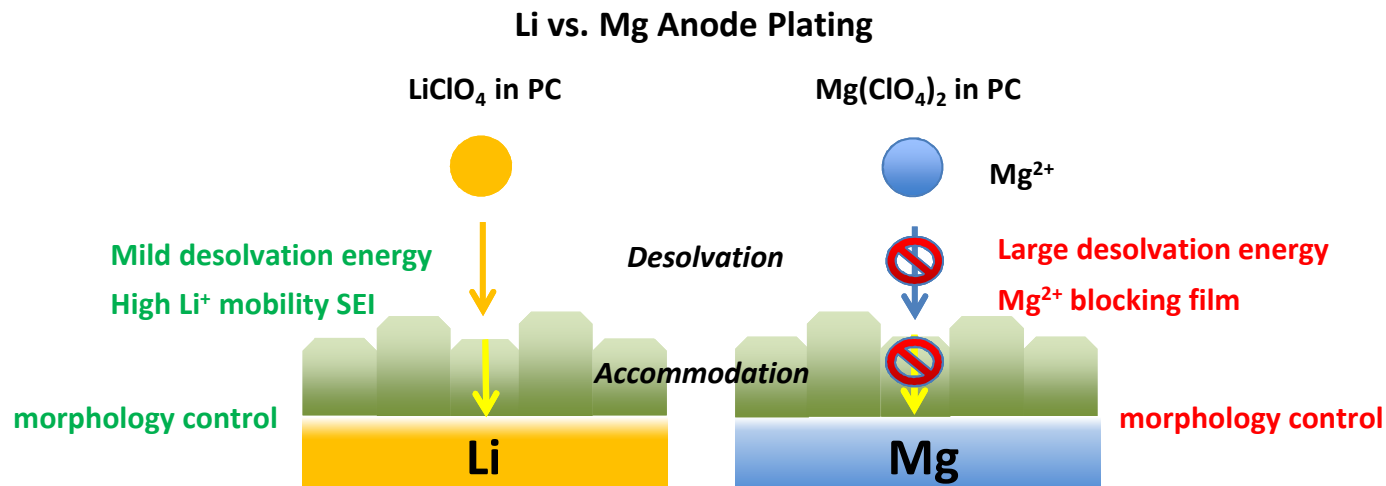 Li vs. Mg Anode Plating
LiClO₄ in PC
Mg(ClO₄)₂ in PC
Mg²⁺
Mild desolvation energy
High Li⁺ mobility SEI
Desolvation
Large desolvation energy
Mg²⁺ blocking film
Accommodation
morphology control
morphology control
Li
Mg